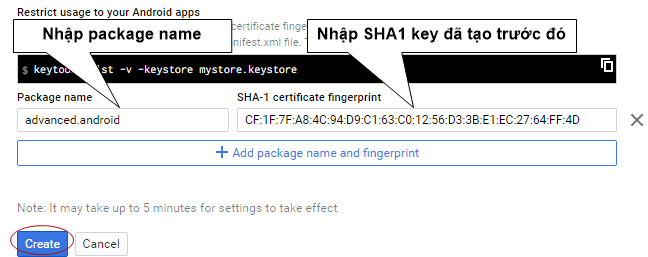 Restrict usage to your Android apps
certificate finger
Nhập package name
Nhập SHA1 key đã tạo trước đó
nifest.xml file.
$ keytoo st -v -keystore mystore.keystore
Package name
SHA-1 certificate fingerprint
advanced.android
CF:1F:7F:A8:4C:94:D9:C1:63:C0:12:56:D3:3B:E1:EC:27:64:FF:4D
+ Add package name and fingerprint
Note: It may take up to 5 minutes for settings to take effect
Create
Cancel